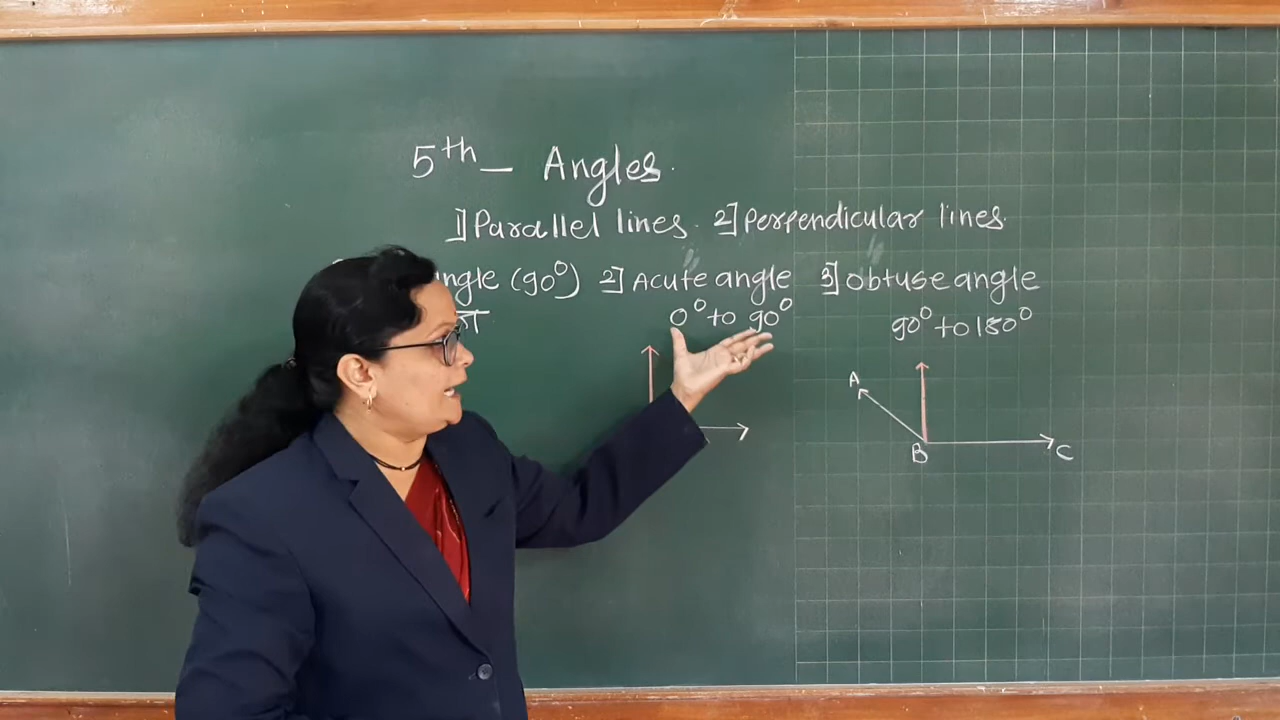 5th — Angles.
1] Parallel lines. 2] Perpendicular lines.
angle (90°) 2] Acute angle 3] Obtuse angle
0° to 90° 90° to 180°
A
B C